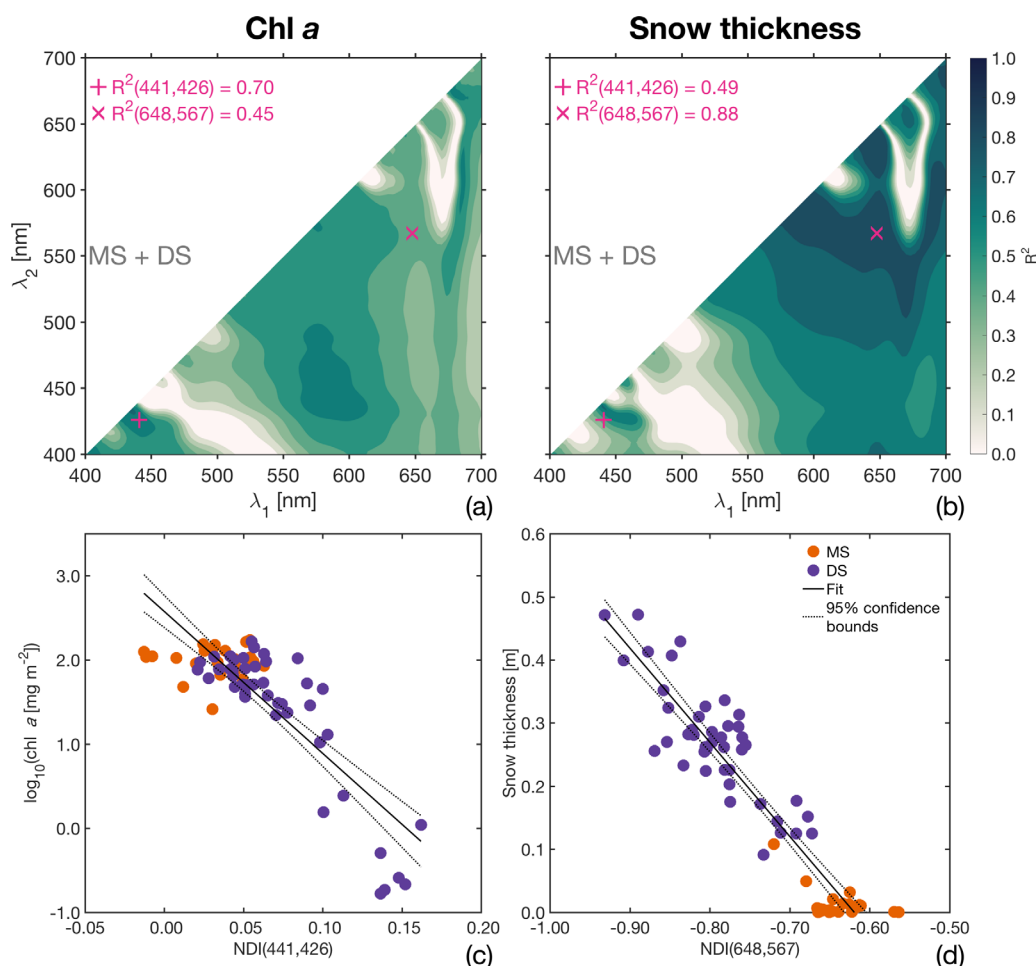 Chl a
Snow thickness
700
650
600
550
500
450
400
λ2 [nm]
+ R²(441,426) = 0.70
× R²(648,567) = 0.45
MS + DS
400 450 500 550 600 650 700
λ1 [nm]
(a)
700
650
600
550
500
450
400
+ R²(441,426) = 0.49
× R²(648,567) = 0.88
MS + DS
400 450 500 550 600 650 700
λ1 [nm]
(b)
1.0
0.9
0.8
0.7
0.6
0.5
0.4
0.3
0.2
0.1
0.0
R²
-0.05 0.00 0.05 0.10 0.15 0.20
3.0
2.0
1.0
0.0
-1.0
log10(chl a [mg m-2])
NDI(441,426)
(c)
0.6
0.5
0.4
0.3
0.2
0.1
0.0
Snow thickness [m]
MS
DS
Fit
95% confidence
bounds
-1.00 -0.90 -0.80 -0.70 -0.60 -0.50
NDI(648,567)
(d)